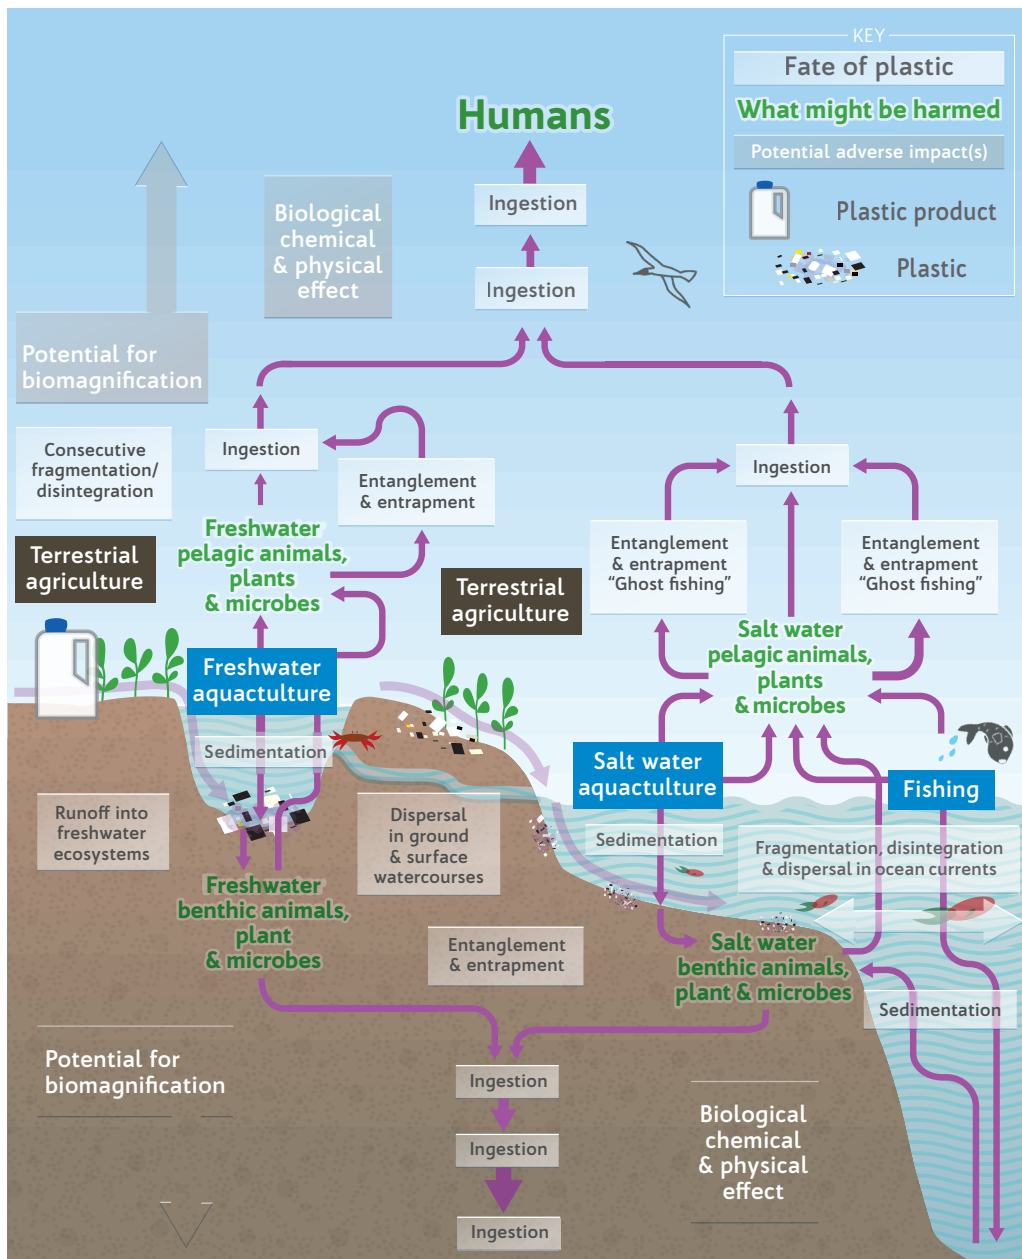 KEY
Fate of plastic
What might be harmed
Potential adverse impact(s)
Plastic product
Plastic
Humans
Ingestion
Ingestion
Biological
chemical
& physical
effect
Potential for
biomagnification
Consecutive
fragmentation/
disintegration
Ingestion
Entanglement
& entrapment
Ingestion
Freshwater
pelagic animals,
plants
& microbes
Terrestrial
agriculture
Terrestrial
agriculture
Entanglement
& entrapment
“Ghost fishing”
Entanglement
& entrapment
“Ghost fishing”
Salt water
pelagic animals,
plants
& microbes
Freshwater
aquactulture
Sedimentation
Salt water
aquactulture
Fishing
Runoff into
freshwater
ecosystems
Dispersal
in ground
& surface
watercourses
Sedimentation
Fragmentation, disintegration
& dispersal in ocean currents
Freshwater
benthic animals,
plant
& microbes
Entanglement
& entrapment
Salt water
benthic animals,
plant & microbes
Sedimentation
Potential for
biomagnification
Ingestion
Ingestion
Ingestion
Biological
chemical
& physical
effect